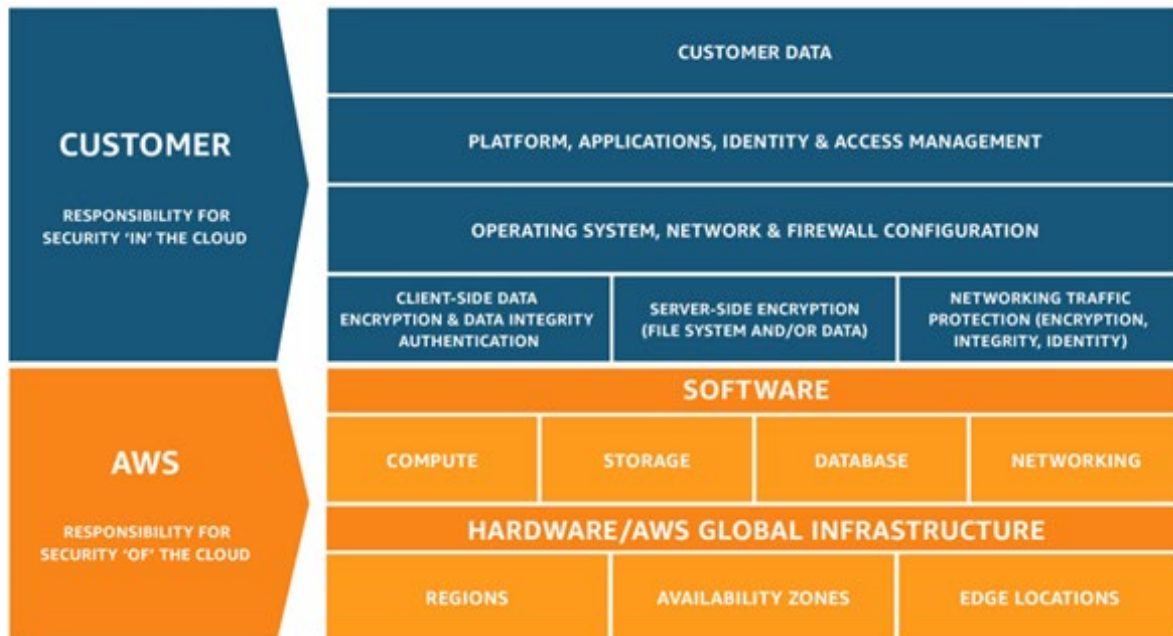 CUSTOMER
RESPONSIBILITY FOR
SECURITY ‘IN’ THE CLOUD
CUSTOMER DATA
PLATFORM, APPLICATIONS, IDENTITY & ACCESS MANAGEMENT
OPERATING SYSTEM, NETWORK & FIREWALL CONFIGURATION
CLIENT-SIDE DATA
ENCRYPTION & DATA INTEGRITY
AUTHENTICATION
SERVER-SIDE ENCRYPTION
(FILE SYSTEM AND/OR DATA)
NETWORKING TRAFFIC
PROTECTION (ENCRYPTION,
INTEGRITY, IDENTITY)
AWS
RESPONSIBILITY FOR
SECURITY ‘OF’ THE CLOUD
SOFTWARE
COMPUTE
STORAGE
DATABASE
NETWORKING
HARDWARE/AWS GLOBAL INFRASTRUCTURE
REGIONS
AVAILABILITY ZONES
EDGE LOCATIONS